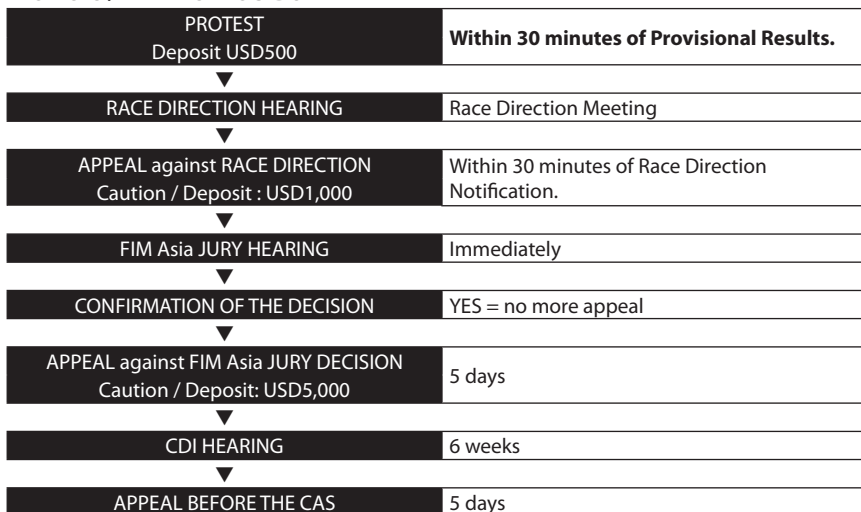 PROTEST
Deposit USD500
Within 30 minutes of Provisional Results.
RACE DIRECTION HEARING
Race Direction Meeting
APPEAL against RACE DIRECTION
Caution / Deposit : USD1,000
Within 30 minutes of Race Direction
Notification.
FIM Asia JURY HEARING
Immediately
CONFIRMATION OF THE DECISION
YES = no more appeal
APPEAL against FIM Asia JURY DECISION
Caution / Deposit: USD5,000
5 days
CDI HEARING
6 weeks
APPEAL BEFORE THE CAS
5 days